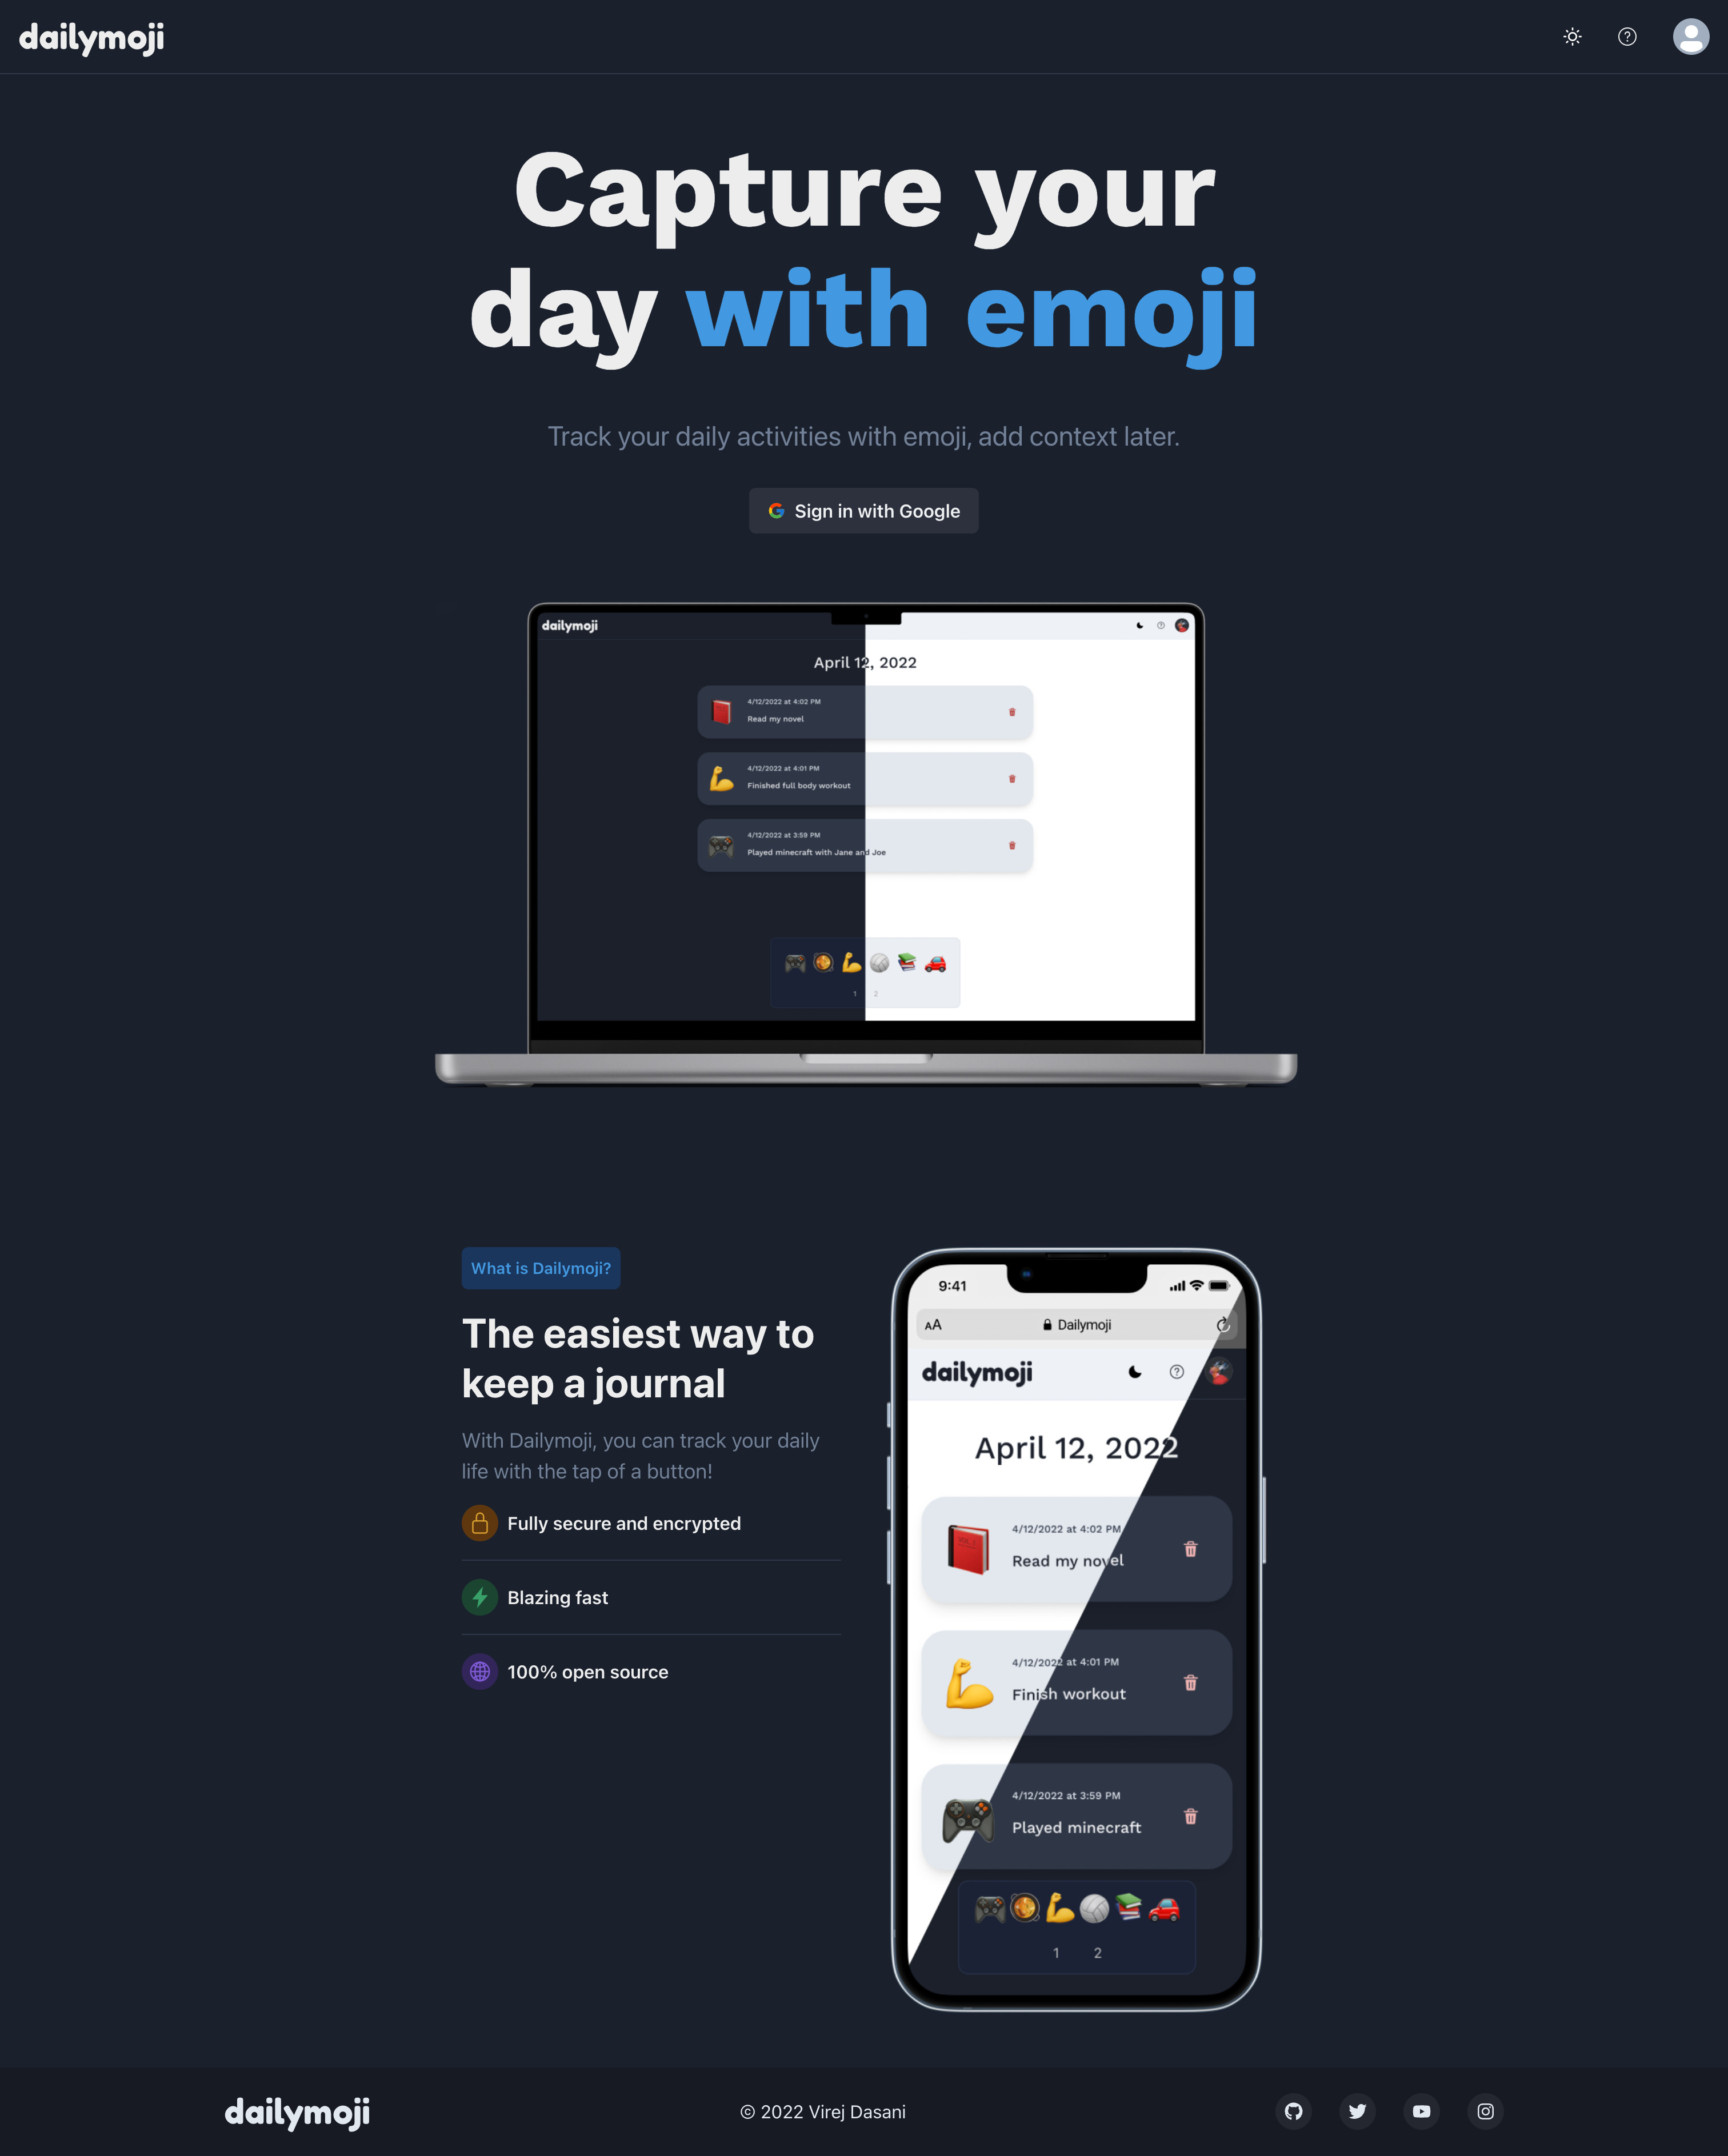 dailymoji
Capture your
day with emoji
Track your daily activities with emoji, add context later.
Sign in with Google
dailymoji
April 12, 2022
4/12/2022 at 4:02 PM
Read my novel
4/12/2022 at 4:01 PM
Finished full body workout
4/12/2022 at 3:59 PM
Played minecraft with Jane and Joe
1 2
What is Dailymoji?
The easiest way to
keep a journal
With Dailymoji, you can track your daily
life with the tap of a button!
Fully secure and encrypted
Blazing fast
100% open source
9:41
AA Dailymoji
dailymoji
April 12, 2022
4/12/2022 at 4:02 PM
Read my novel
4/12/2022 at 4:01 PM
Finish workout
4/12/2022 at 3:59 PM
Played minecraft
1 2
dailymoji
© 2022 Virej Dasani